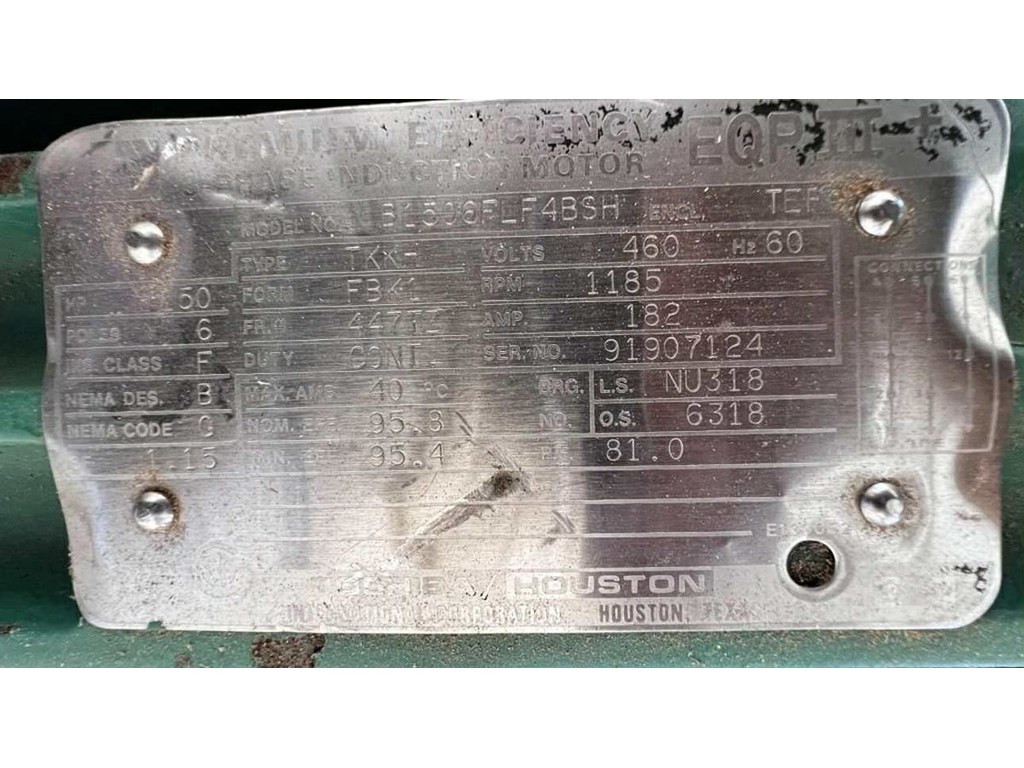 PREMIUM EFFICIENCY EQP III +
PHASE INDUCTION MOTOR
MODEL NO. ENCL. TEF
TYPE TKKH VOLTS 460 Hz 60
HP 50 FORM FBK1 RPM 1185
POLES 6 FR.# AMP. 182
INS. CLASS F DUTY CONT. SER. NO. 91907124
NEMA DES. B MAX. AMB 40 °C BRG. L.S. NU318
NEMA CODE G NOM. EFF 95.8 NO. O.S. 6318
1.15 95.4 81.0
CONNECTIONS
HOUSTON
INTERNATIONAL CORPORATION HOUSTON, TEXAS